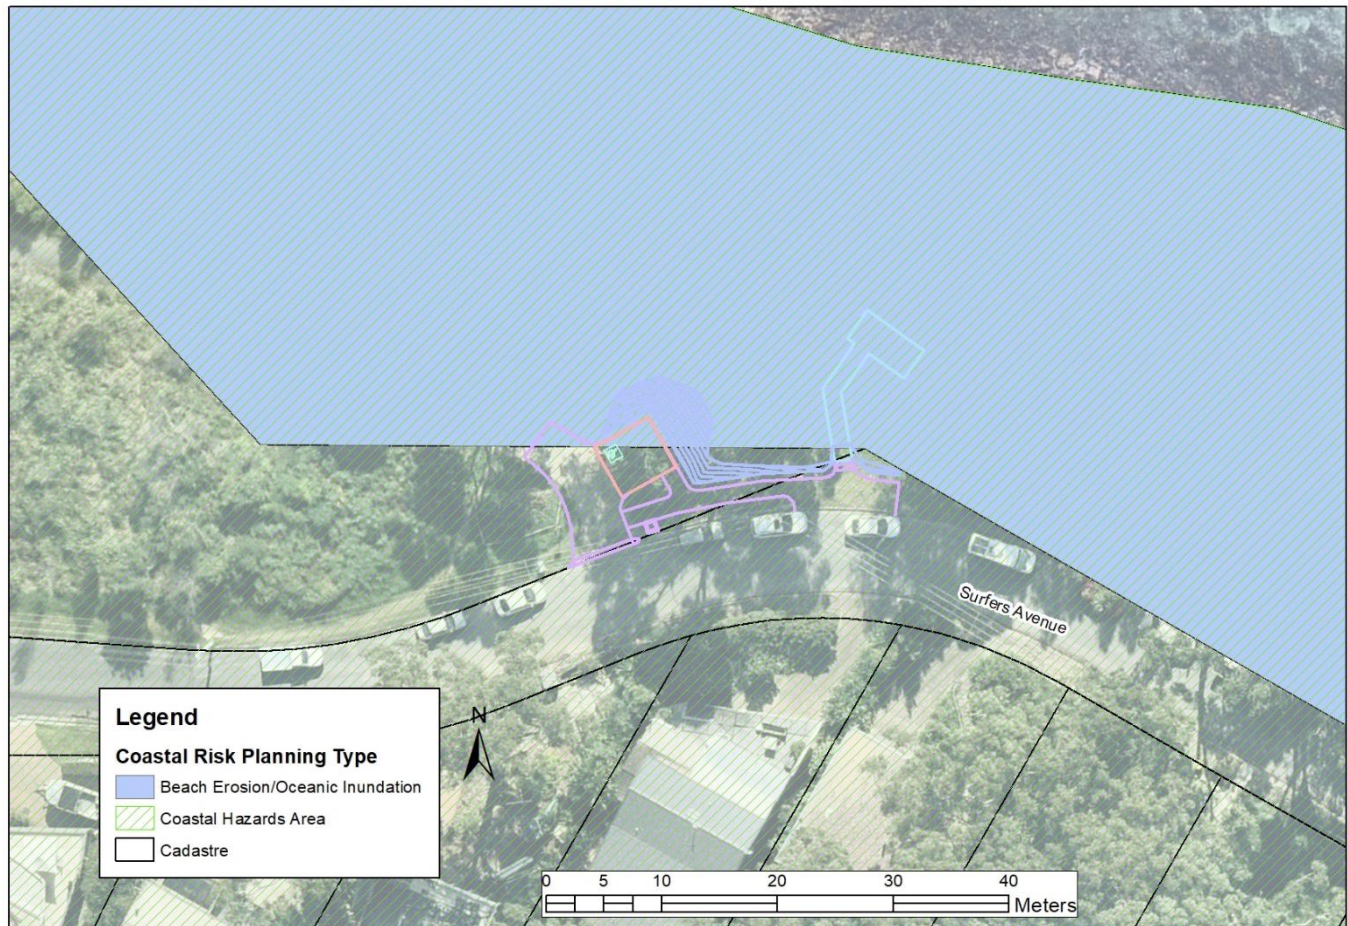 Surfers Avenue
Legend
Coastal Risk Planning Type
Beach Erosion/Oceanic Inundation
Coastal Hazards Area
Cadastre
N
0 5 10 20 30 40
Meters